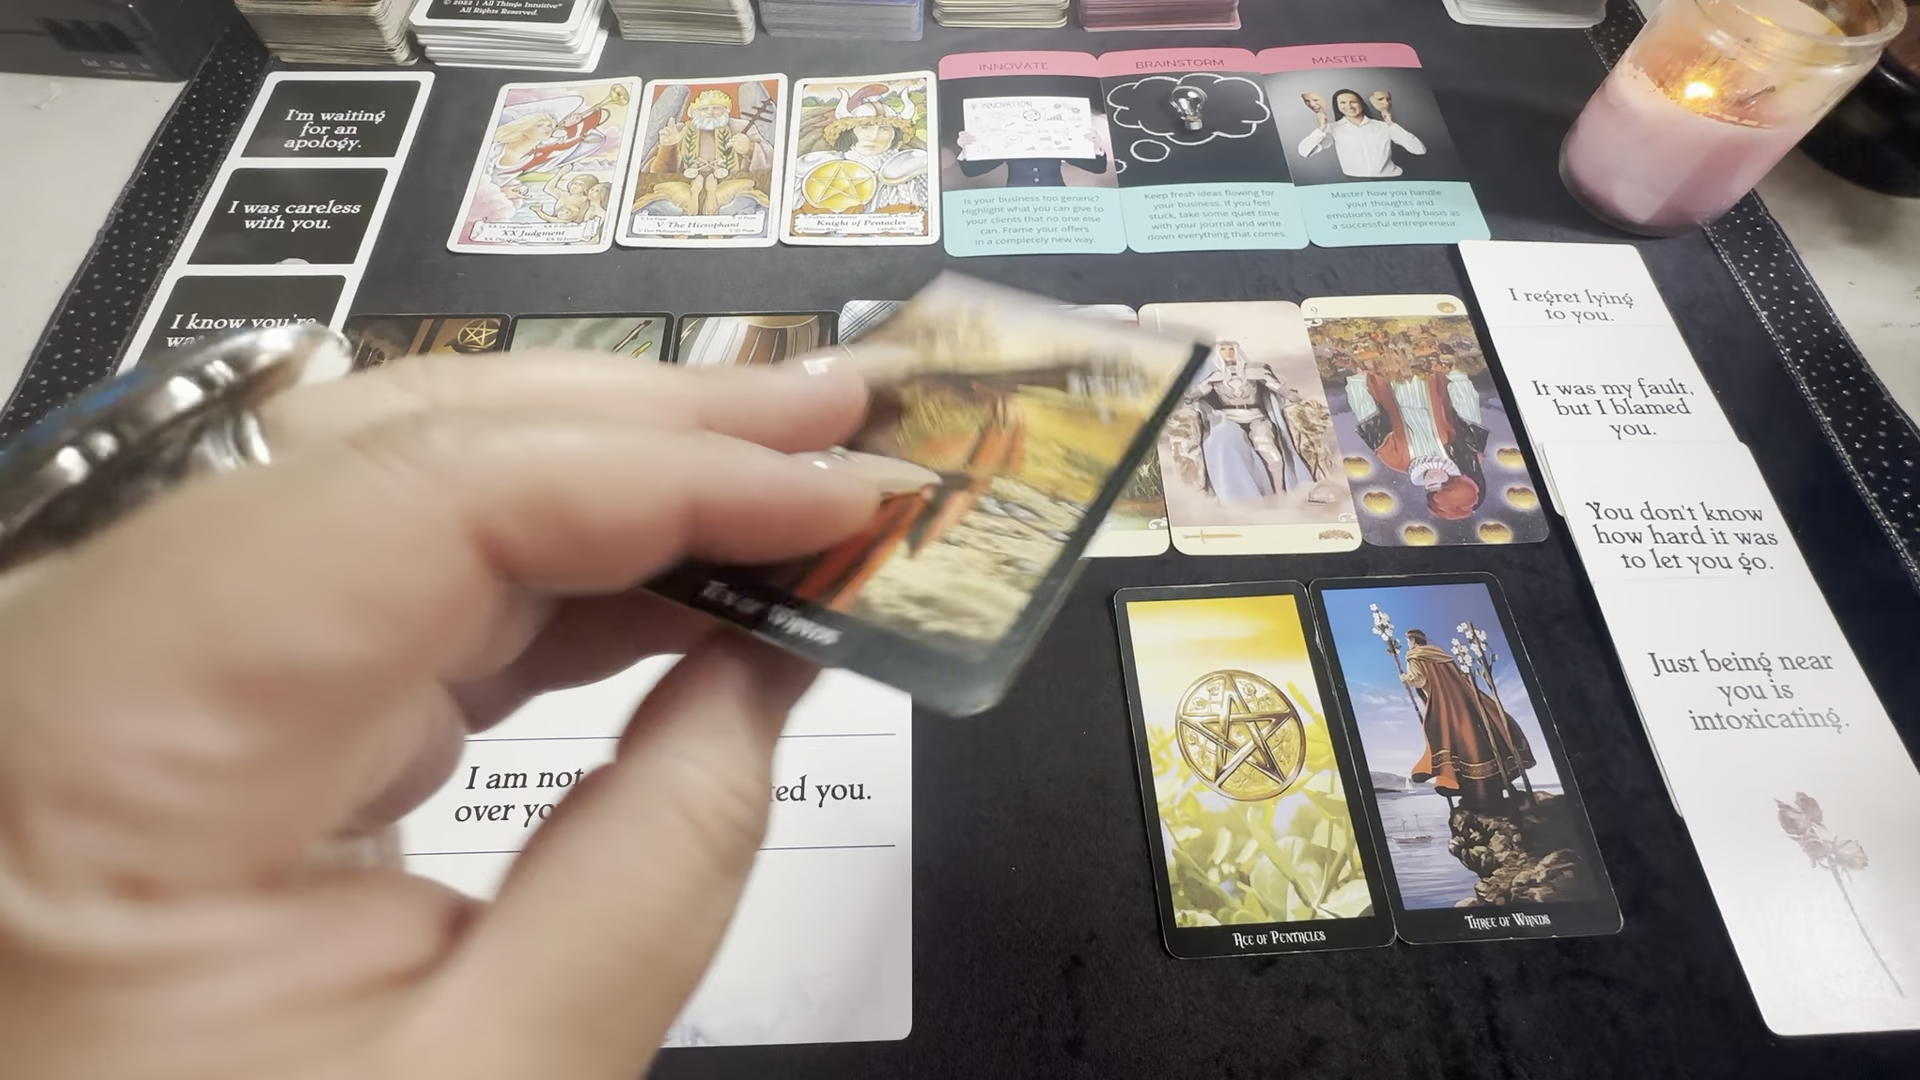 © 2022 | All Things Intuitive®
All Rights Reserved.
I'm waiting
for an
apology.
I was careless
with you.
I know you're
XX Judgment
V The Hierophant
Knight of Pentacles
INNOVATE
INNOVATION
Is your business too generic?
Highlight what you can give to
your clients that no one else
can. Frame your offers
in a completely new way.
BRAINSTORM
Keep fresh ideas flowing for
your business. If you feel
stuck, take some quiet time
with your journal and write
down everything that comes.
MASTER
Master how you handle
your thoughts and
emotions on a daily basis as
a successful entrepreneur.
9
I regret lying
to you.
It was my fault,
but I blamed
you.
You don't know
how hard it was
to let you go.
Just being near
you is
intoxicating.
Ten of Wands
I am not
over yo
ted you.
Ace of Pentacles
Three of Wands